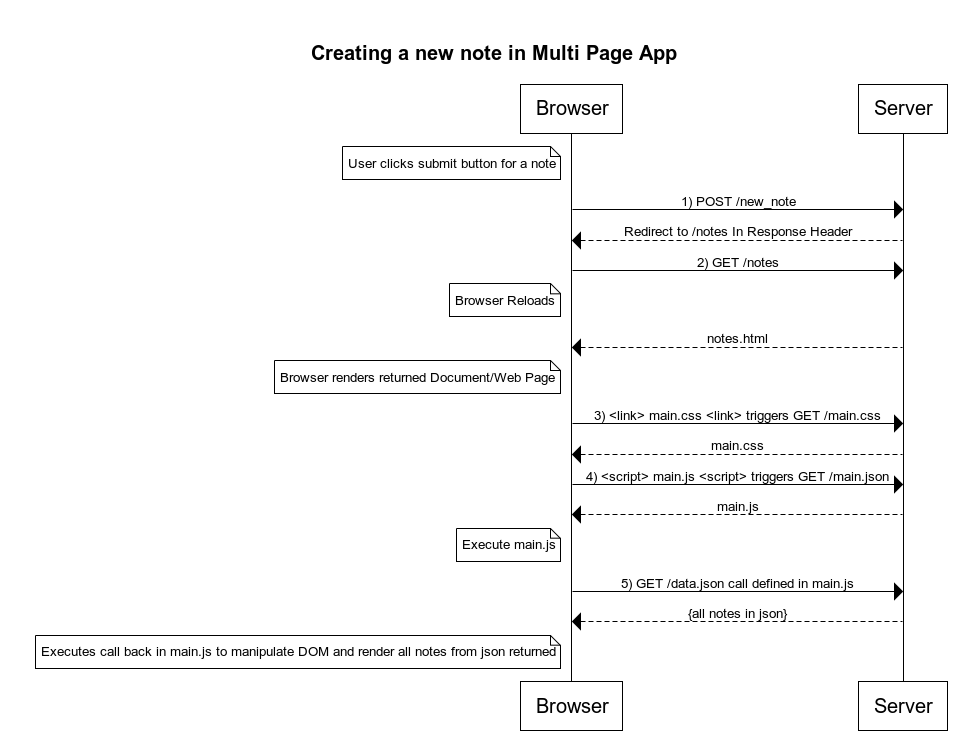 Creating a new note in Multi Page App
Browser
Server
User clicks submit button for a note
1) POST /new_note
Redirect to /notes In Response Header
2) GET /notes
Browser Reloads
notes.html
Browser renders returned Document/Web Page
3) <link> main.css <link> triggers GET /main.css
main.css
4) <script> main.js <script> triggers GET /main.json
main.js
Execute main.js
5) GET /data.json call defined in main.js
{all notes in json}
Executes call back in main.js to manipulate DOM and render all notes from json returned
Browser
Server